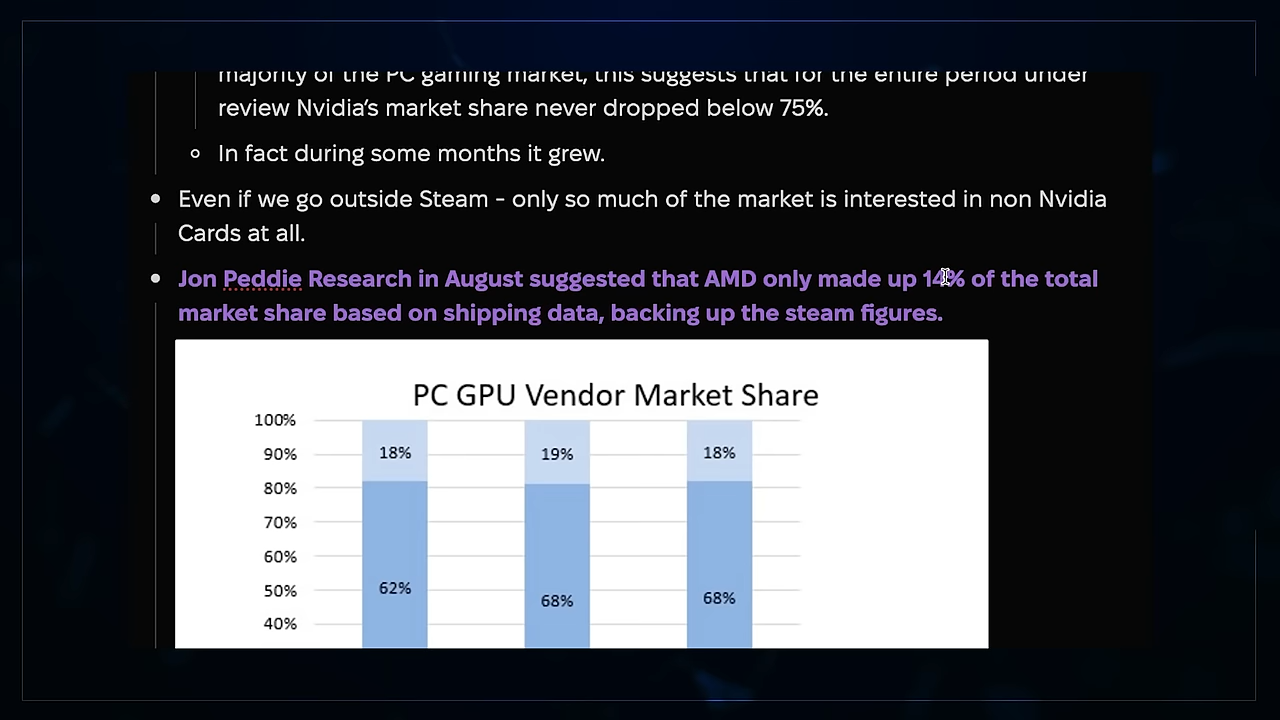 majority of the PC gaming market, this suggests that for the entire period under
review Nvidia's market share never dropped below 75%.
In fact during some months it grew.
Even if we go outside Steam - only so much of the market is interested in non Nvidia
Cards at all.
Jon Peddie Research in August suggested that AMD only made up 14% of the total
market share based on shipping data, backing up the steam figures.
PC GPU Vendor Market Share
100%
90%
80%
70%
60%
50%
40%
18%
19%
18%
62%
68%
68%